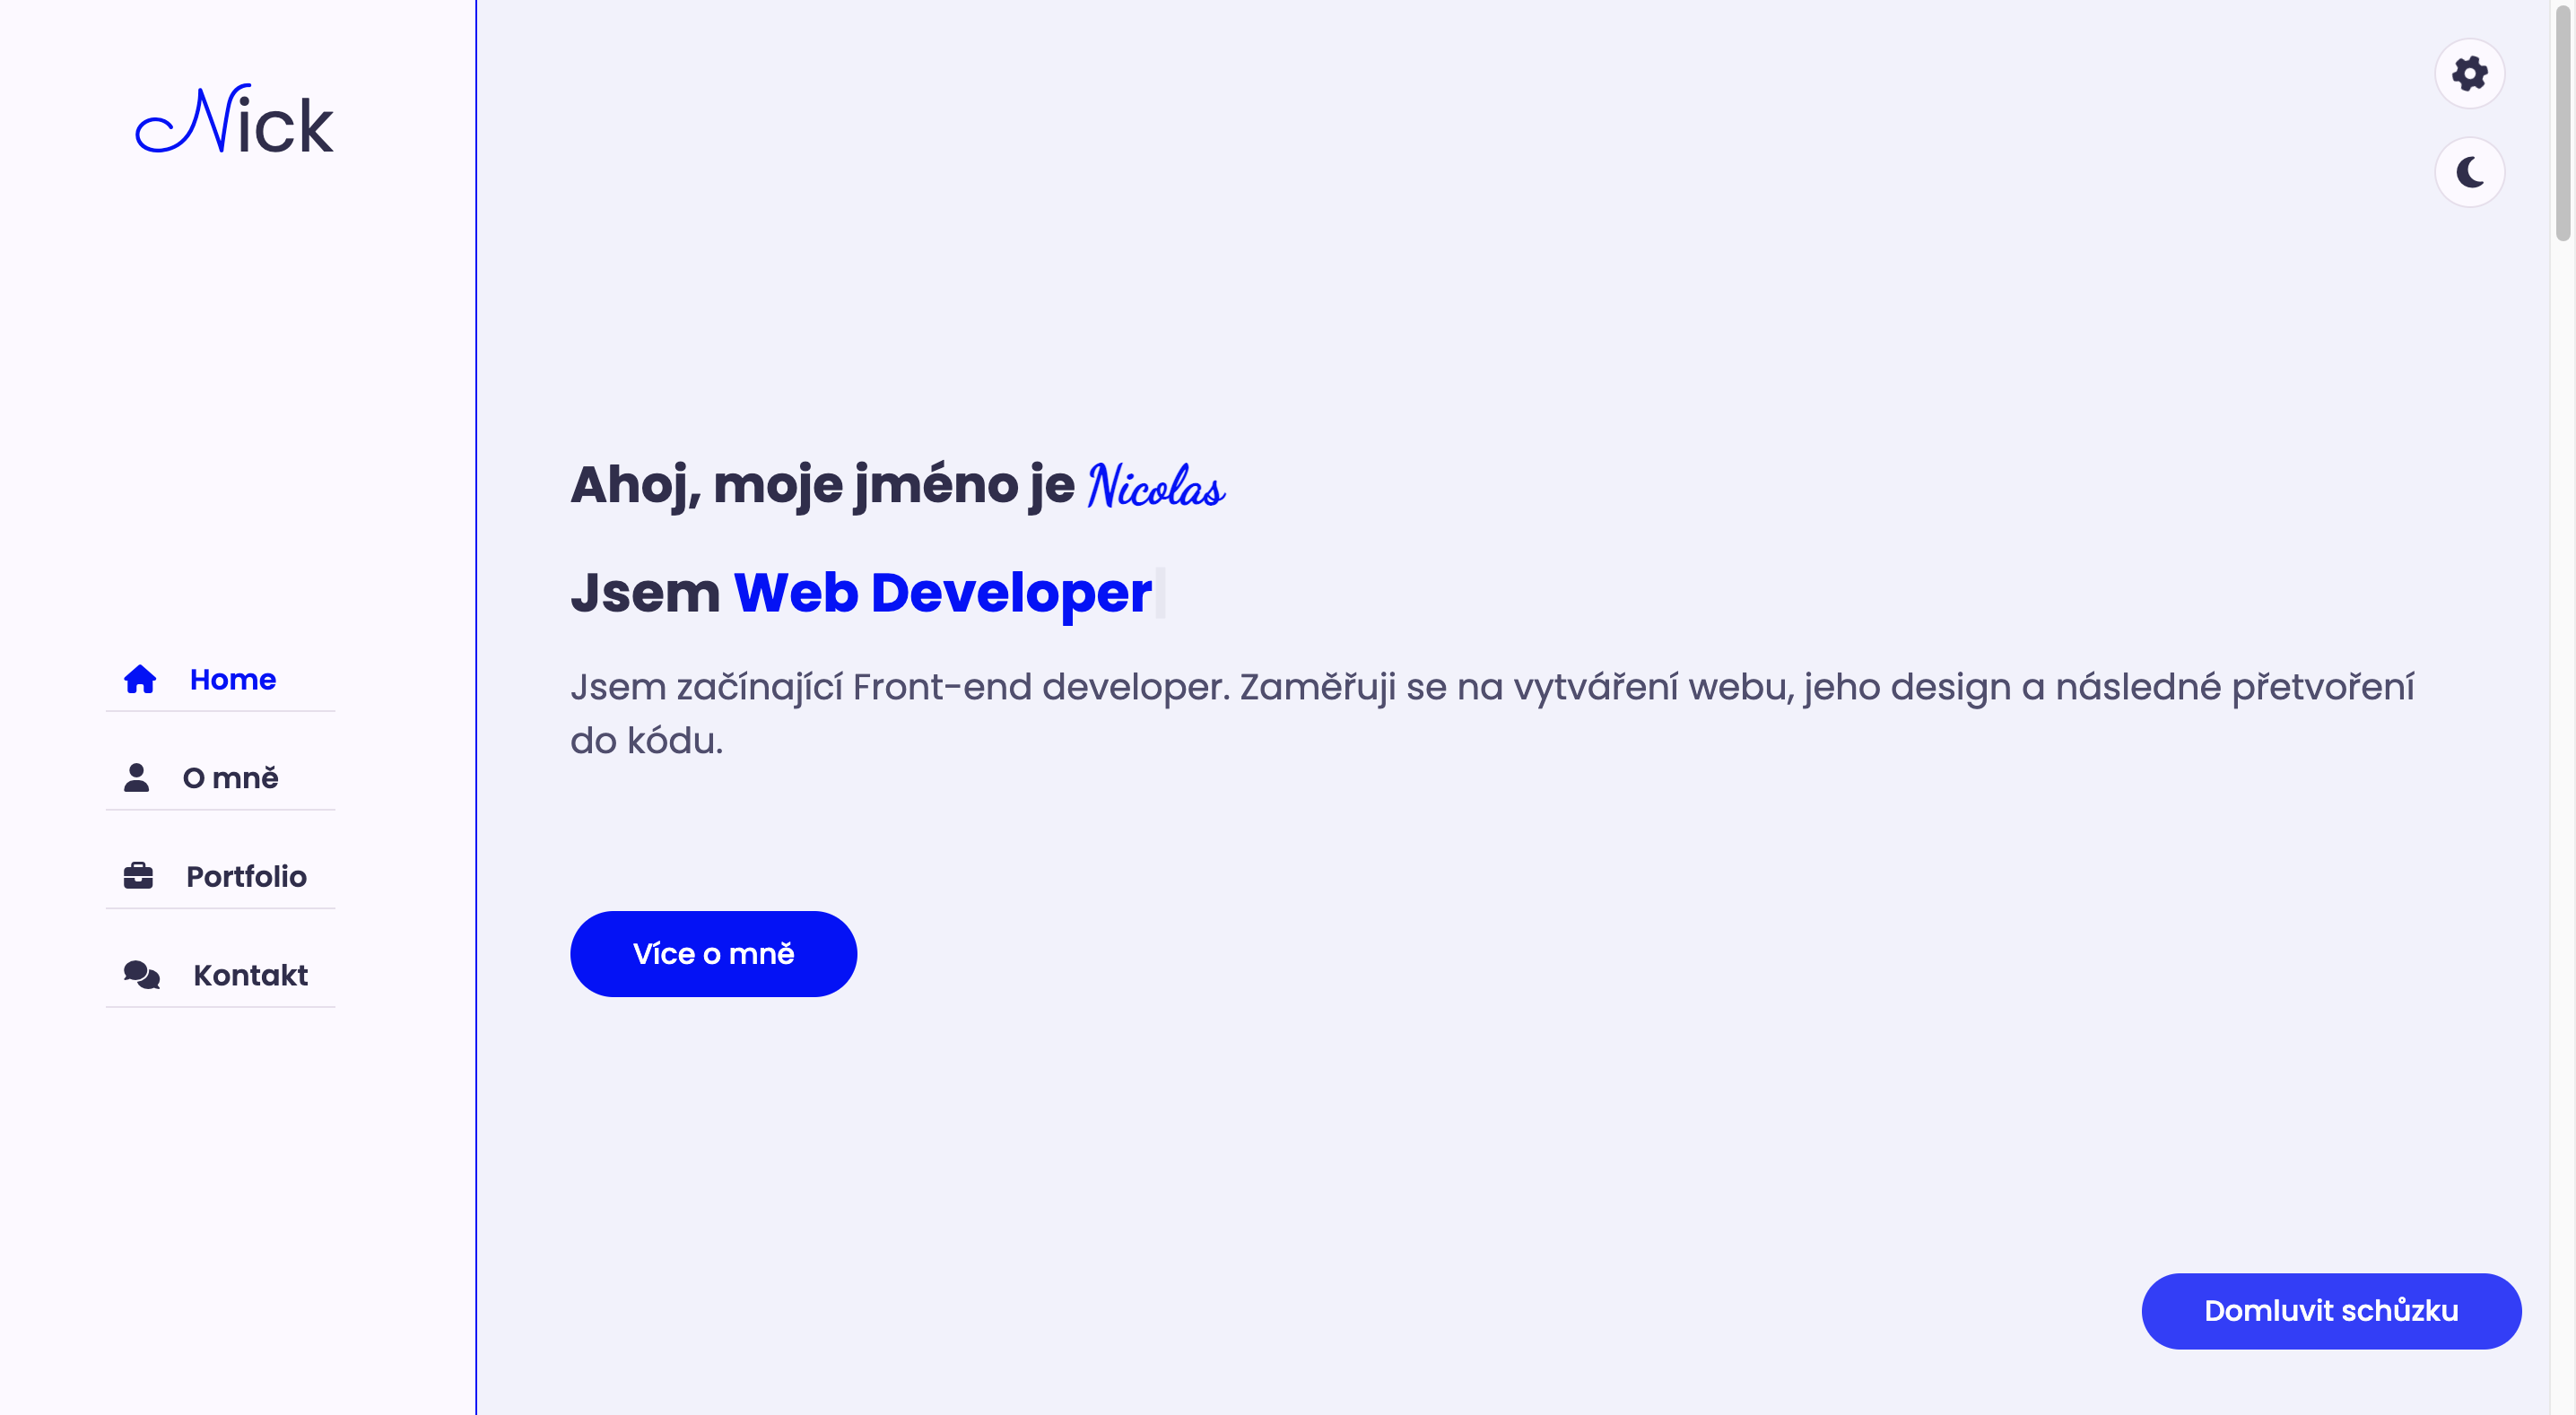 Nick
Home
O mně
Portfolio
Kontakt
Ahoj, moje jméno je Nicolas
Jsem Web Developer
Jsem začínající Front-end developer. Zaměřuji se na vytváření webu, jeho design a následné přetvoření
do kódu.
Více o mně
Domluvit schůzku